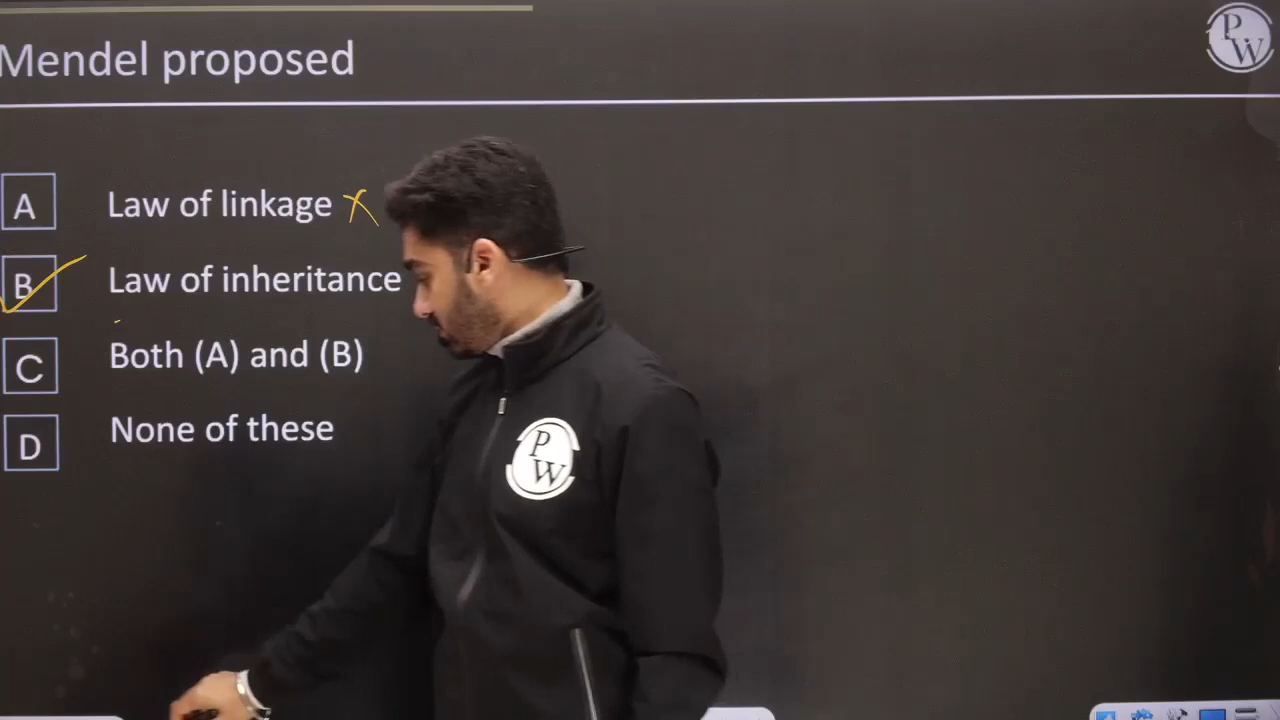 Mendel proposed
PW
A Law of linkage x
B Law of inheritance
C Both (A) and (B)
D None of these
PW